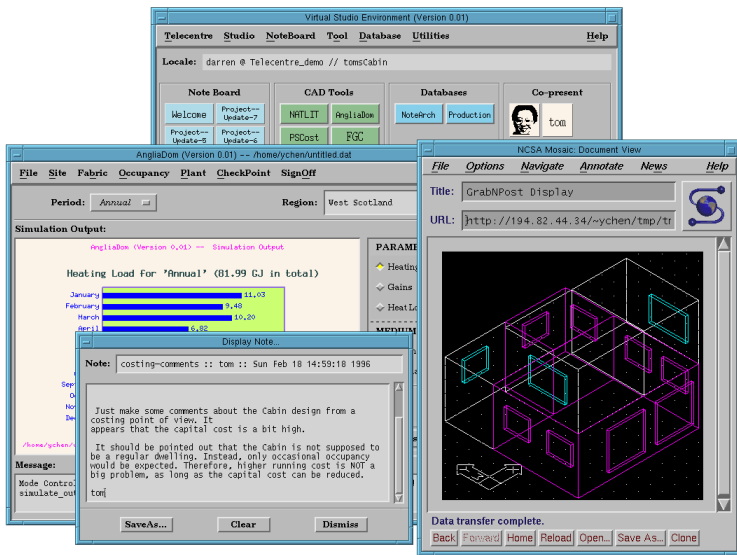 Virtual Studio Environment (Version 0.01)
Telecentre Studio NoteBoard Tool Database Utilities Help
Locale: darren @ Telecentre_demo // tomsCabin
Note Board CAD Tools Databases Co-present
Welcome Project--Update-7 NATLIT AngliaDom NoteArch Production tom
Project--Update-5 Project--Update-6 PSCost FGC
AngliaDom (Version 0.01) -- /home/ychen/untitled.dat
File Site Fabric Occupancy Plant CheckPoint SignOff
Period: Annual Region: West Scotland
Simulation Output:
AngliaDom (Version 0.01) -- Simulation Output
Heating Load for 'Annual' (81.99 GJ in total)
January 11.03
February 9.48
March 10.20
April 6.82
Sept
Oc
No
De
/home/ychen/
PARAM
Heating
Gains
Heat Lo
MEDIUM
Message:
Mode Control
simulate_out
Display Note...
Note: costing-comments :: tom :: Sun Feb 18 14:59:18 1996
Just make some comments about the Cabin design from a
costing point of view. It
appears that the capital cost is a bit high.
It should be pointed out that the Cabin is not supposed to
be a regular dwelling. Instead, only occasional occupancy
would be expected. Therefore, higher running cost is NOT a
big problem, as long as the capital cost can be reduced.
tom
SaveAs... Clear Dismiss
NCSA Mosaic: Document View
File Options Navigate Annotate News Help
Title: GrabNPost Display
URL: http://194.82.44.34/~ychen/tmp/tr
Data transfer complete.
Back Forward Home Reload Open... Save As... Clone